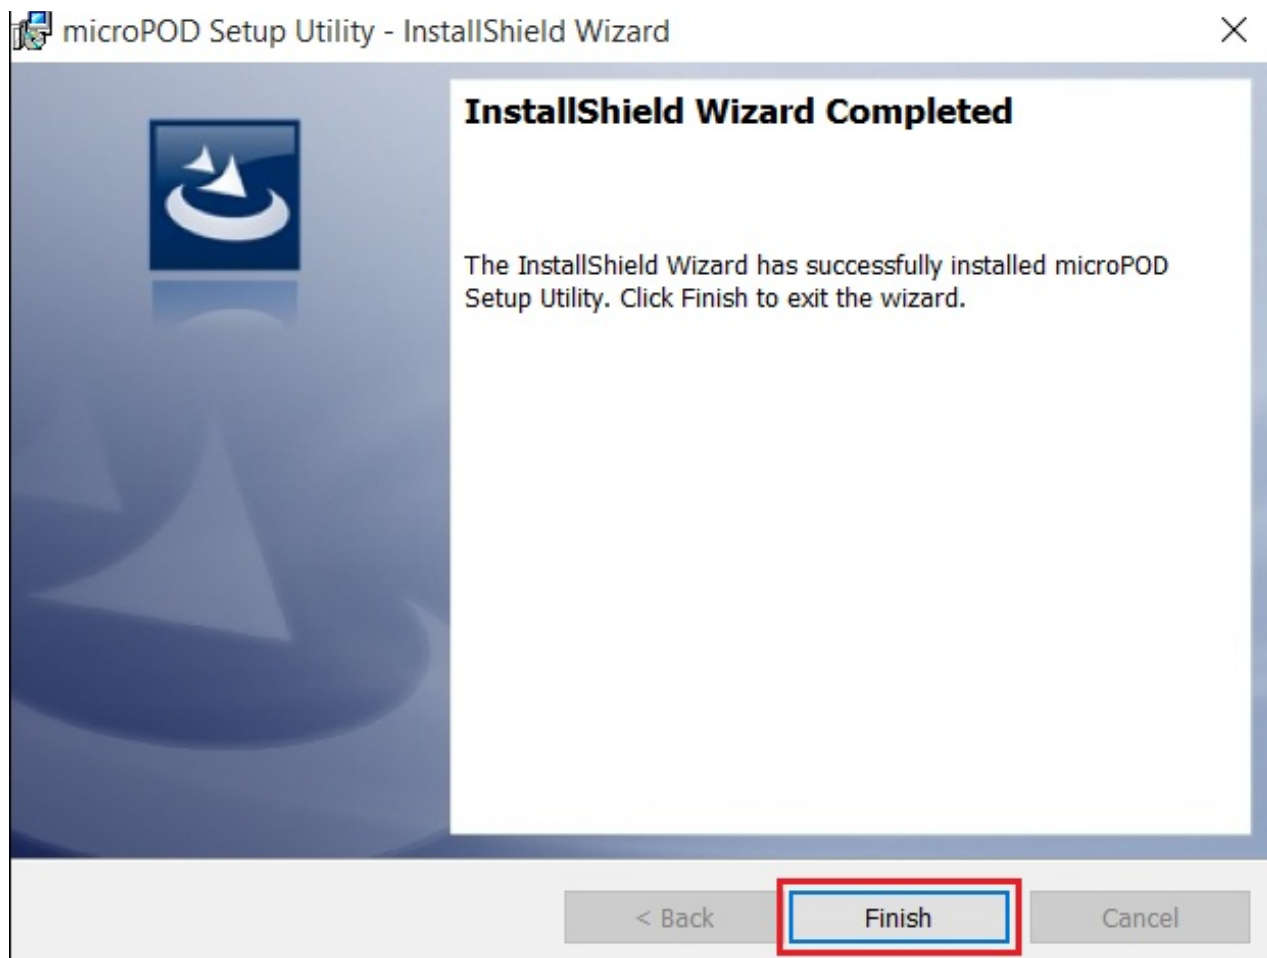 microPOD Setup Utility - InstallShield Wizard
InstallShield Wizard Completed
The InstallShield Wizard has successfully installed microPOD
Setup Utility. Click Finish to exit the wizard.
< Back
Finish
Cancel